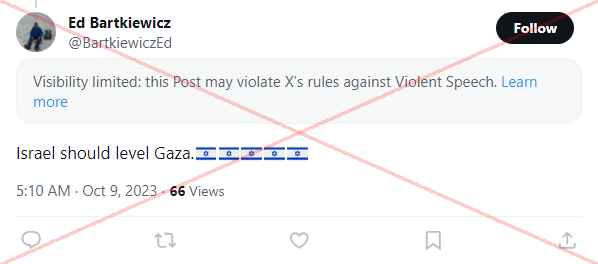 Ed Bartkiewicz
@BartkiewiczEd
Follow
Visibility limited: this Post may violate X's rules against Violent Speech. Learn
more
Israel should level Gaza.🇮🇱🇮🇱🇮🇱🇮🇱🇮🇱
5:10 AM · Oct 9, 2023 · 66 Views